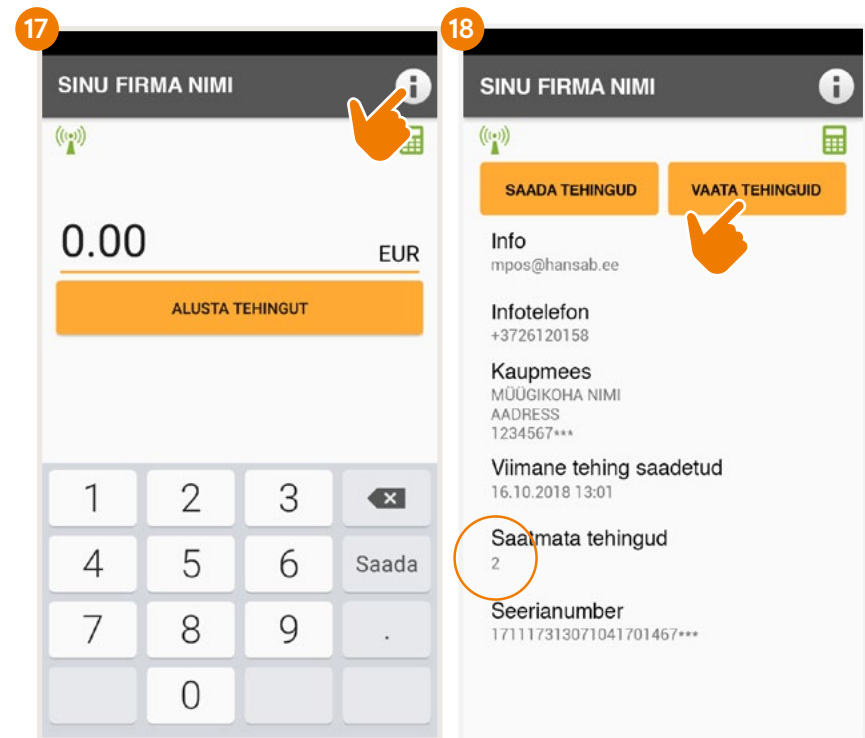 17
SINU FIRMA NIMI
i
0.00 EUR
ALUSTA TEHINGUT
1 2 3
4 5 6 Saada
7 8 9 .
0
18
SINU FIRMA NIMI
i
SAADA TEHINGUD VAATA TEHINGUID
Info
mpos@hansab.ee
Infotelefon
+3726120158
Kaupmees
MÜÜGIKOHA NIMI
AADRESS
1234567***
Viimane tehing saadetud
16.10.2018 13:01
Saatmata tehingud
2
Seerianumber
171117313071041701467***